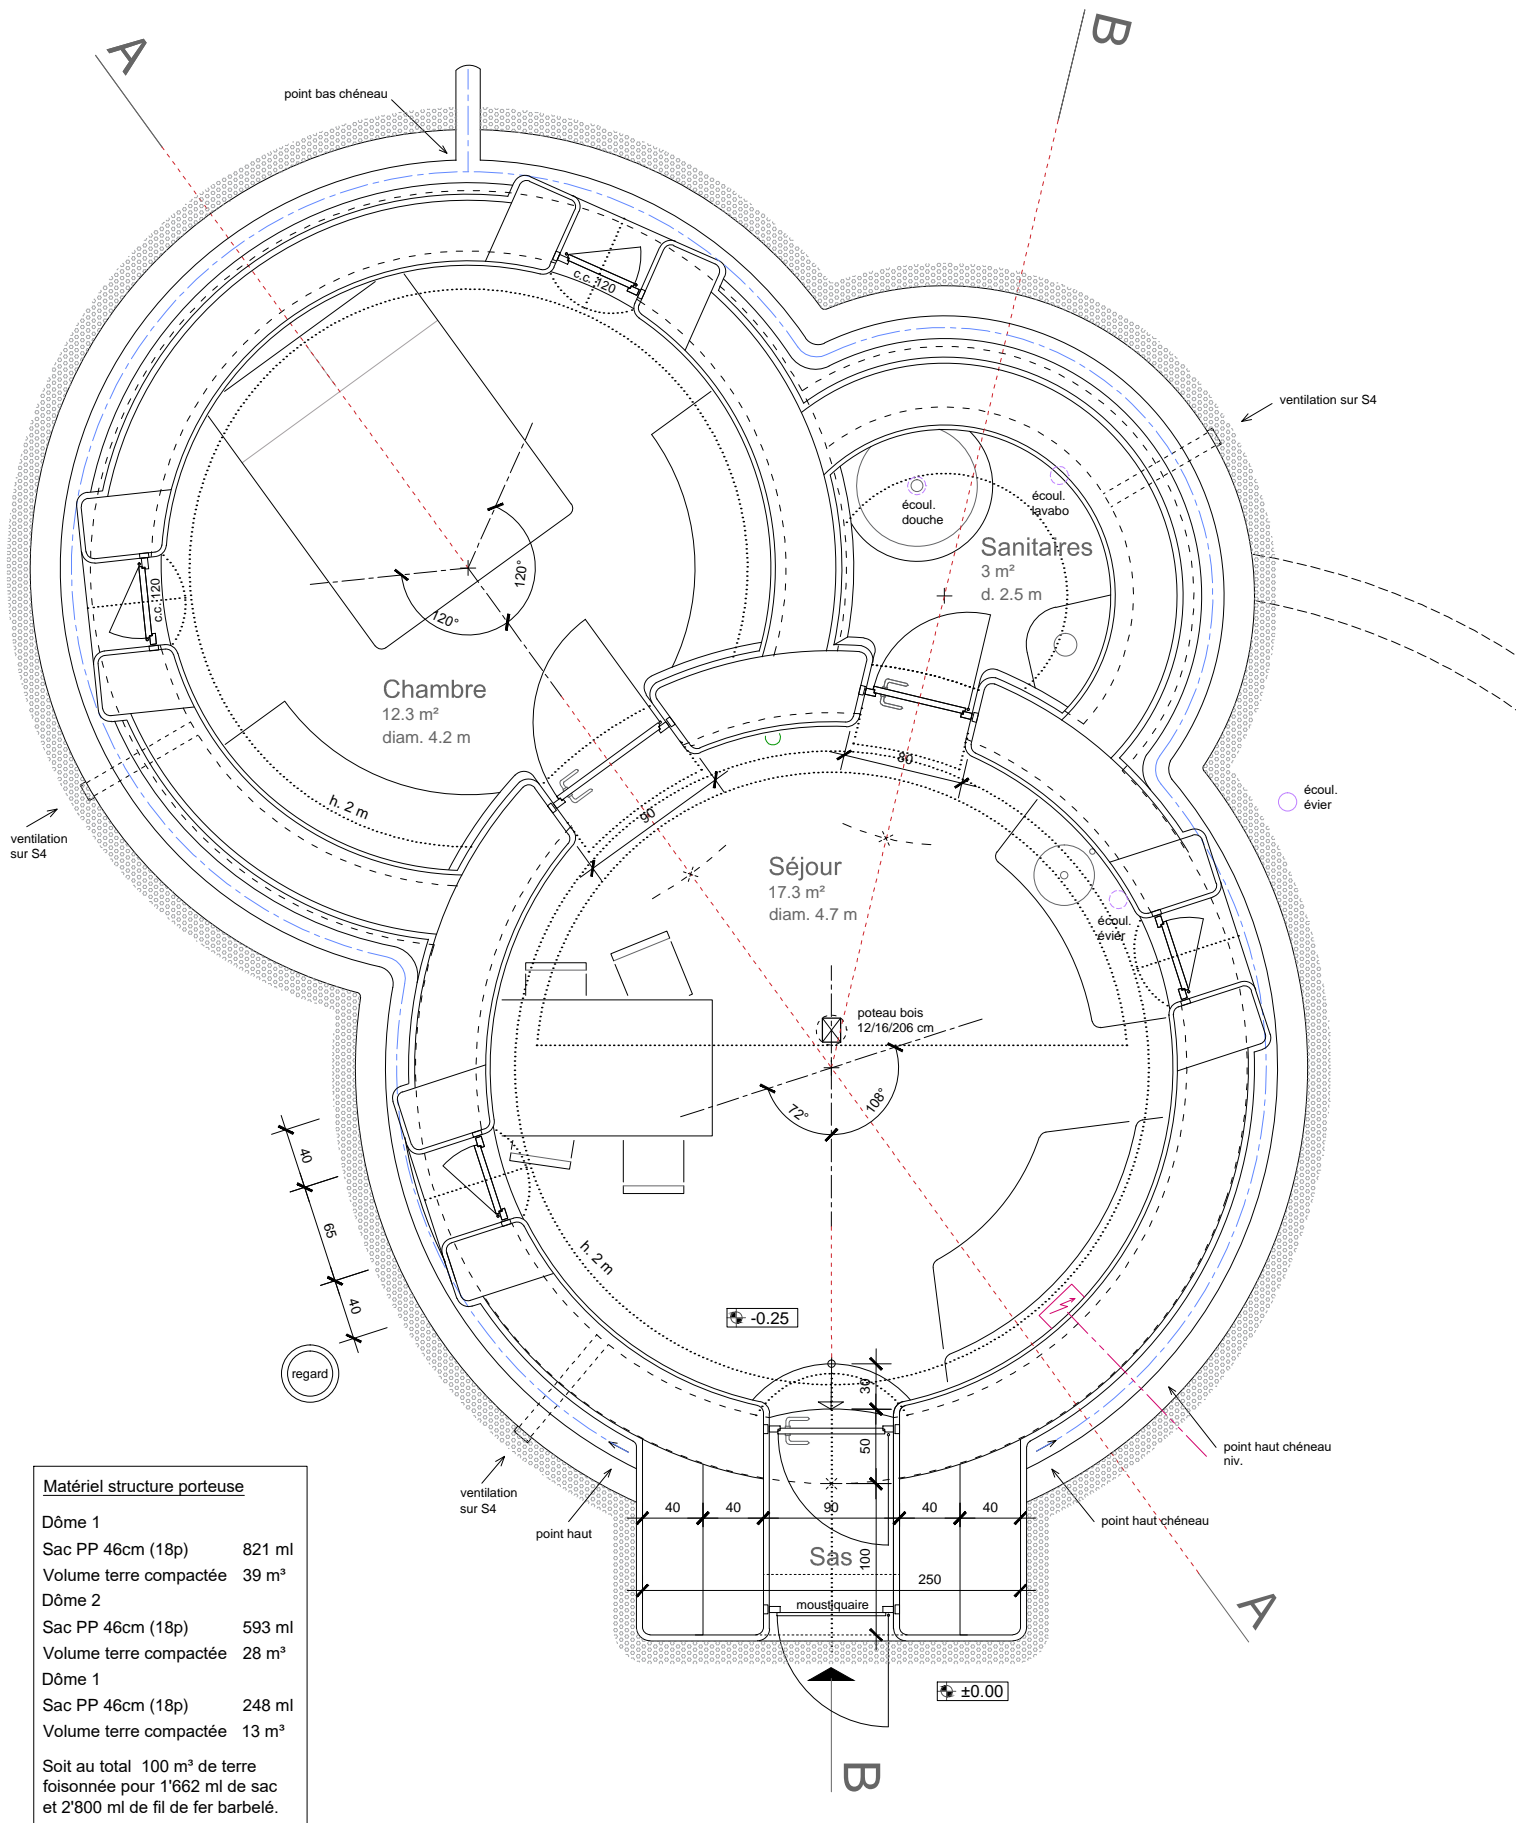 A
B
point bas chéneau
c.c. 120
ventilation sur S4
écoul.
douche
écoul.
lavabo
Sanitaires
3 m²
d. 2.5 m
120°
120°
c.c. 120
Chambre
12.3 m²
diam. 4.2 m
h. 2 m
ventilation
sur S4
90
80
écoul.
évier
Séjour
17.3 m²
diam. 4.7 m
écoul.
évier
poteau bois
12/16/206 cm
72°
108°
40
65
40
h. 2 m
-0.25
regard
30
50
100
point haut chéneau
niv.
ventilation
sur S4
point haut
40
40
90
40
40
point haut chéneau
Sas
250
moustiquaire
±0.00
A
B
Matériel structure porteuse
Dôme 1
Sac PP 46cm (18p) 821 ml
Volume terre compactée 39 m³
Dôme 2
Sac PP 46cm (18p) 593 ml
Volume terre compactée 28 m³
Dôme 1
Sac PP 46cm (18p) 248 ml
Volume terre compactée 13 m³
Soit au total 100 m³ de terre
foisonnée pour 1'662 ml de sac
et 2'800 ml de fil de fer barbelé.